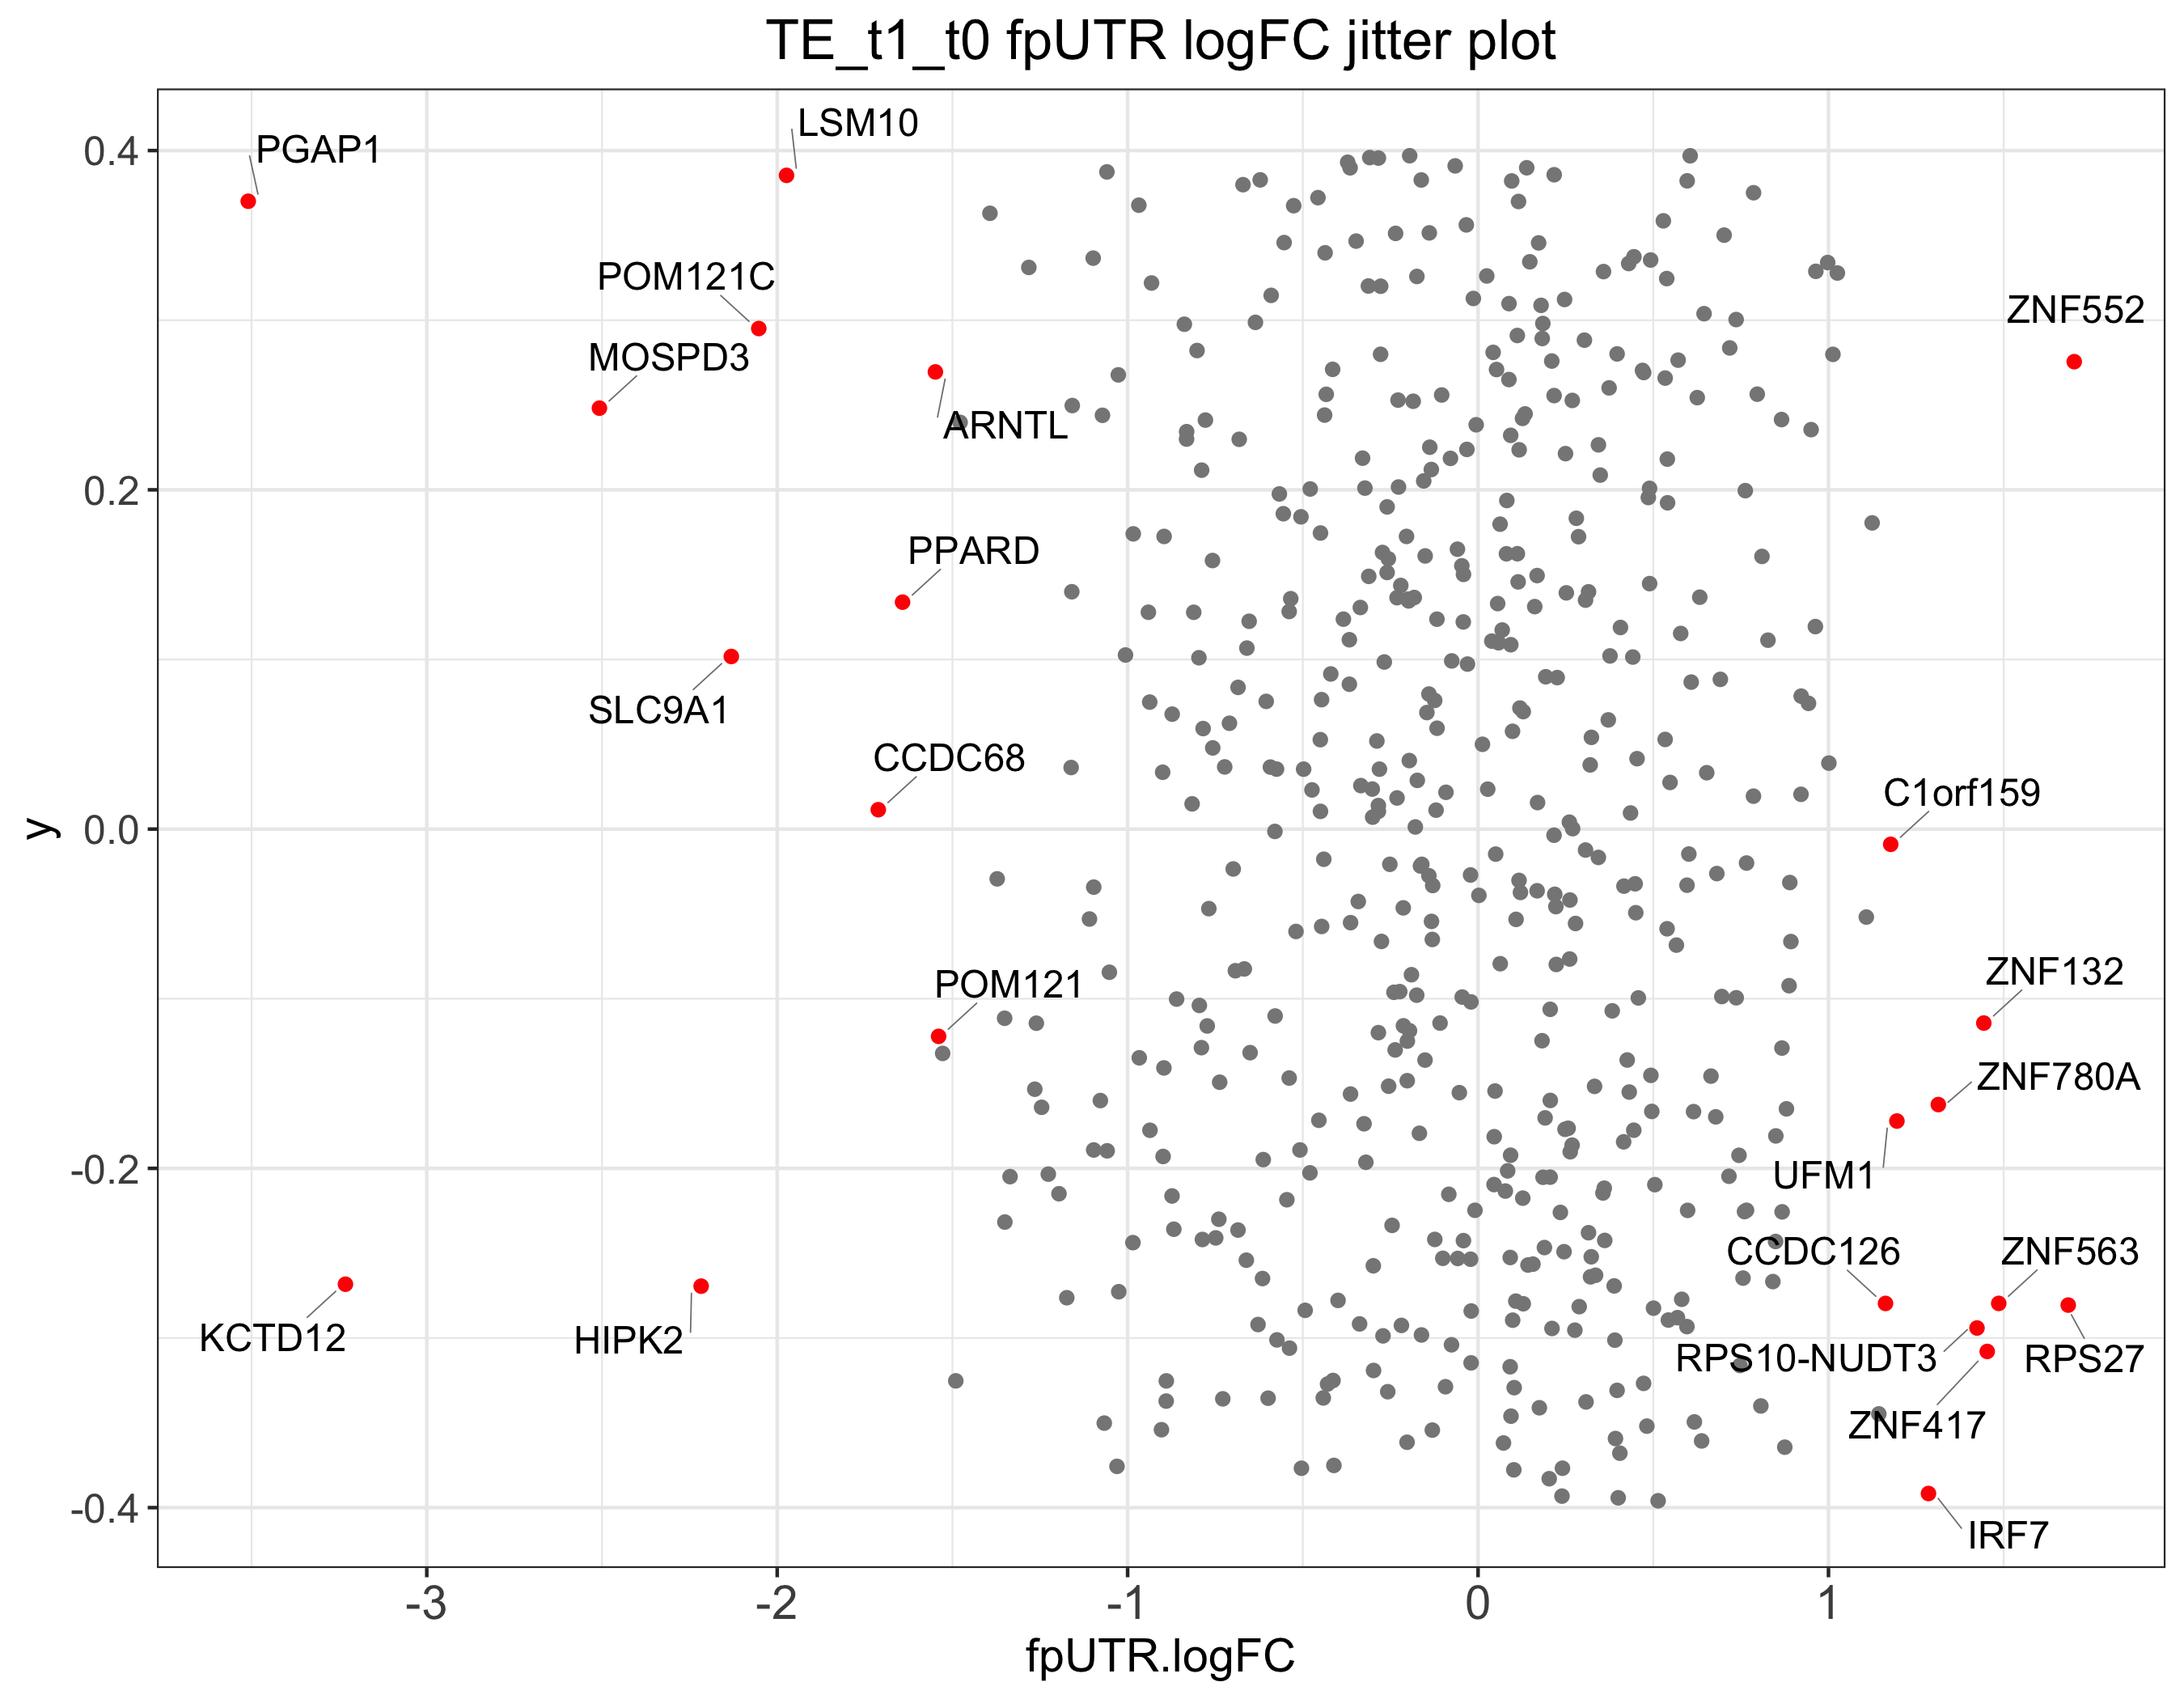 TE_t1_t0 fpUTR logFC jitter plot
LSM10
PGAP1
POM121C
ZNF552
MOSPD3
ARNTL
PPARD
SLC9A1
CCDC68
C1orf159
ZNF132
POM121
ZNF780A
UFM1
CCDC126
ZNF563
KCTD12
HIPK2
RPS10-NUDT3
RPS27
ZNF417
IRF7
y
0.4
0.2
0.0
-0.2
-0.4
-3
-2
-1
0
1
fpUTR.logFC